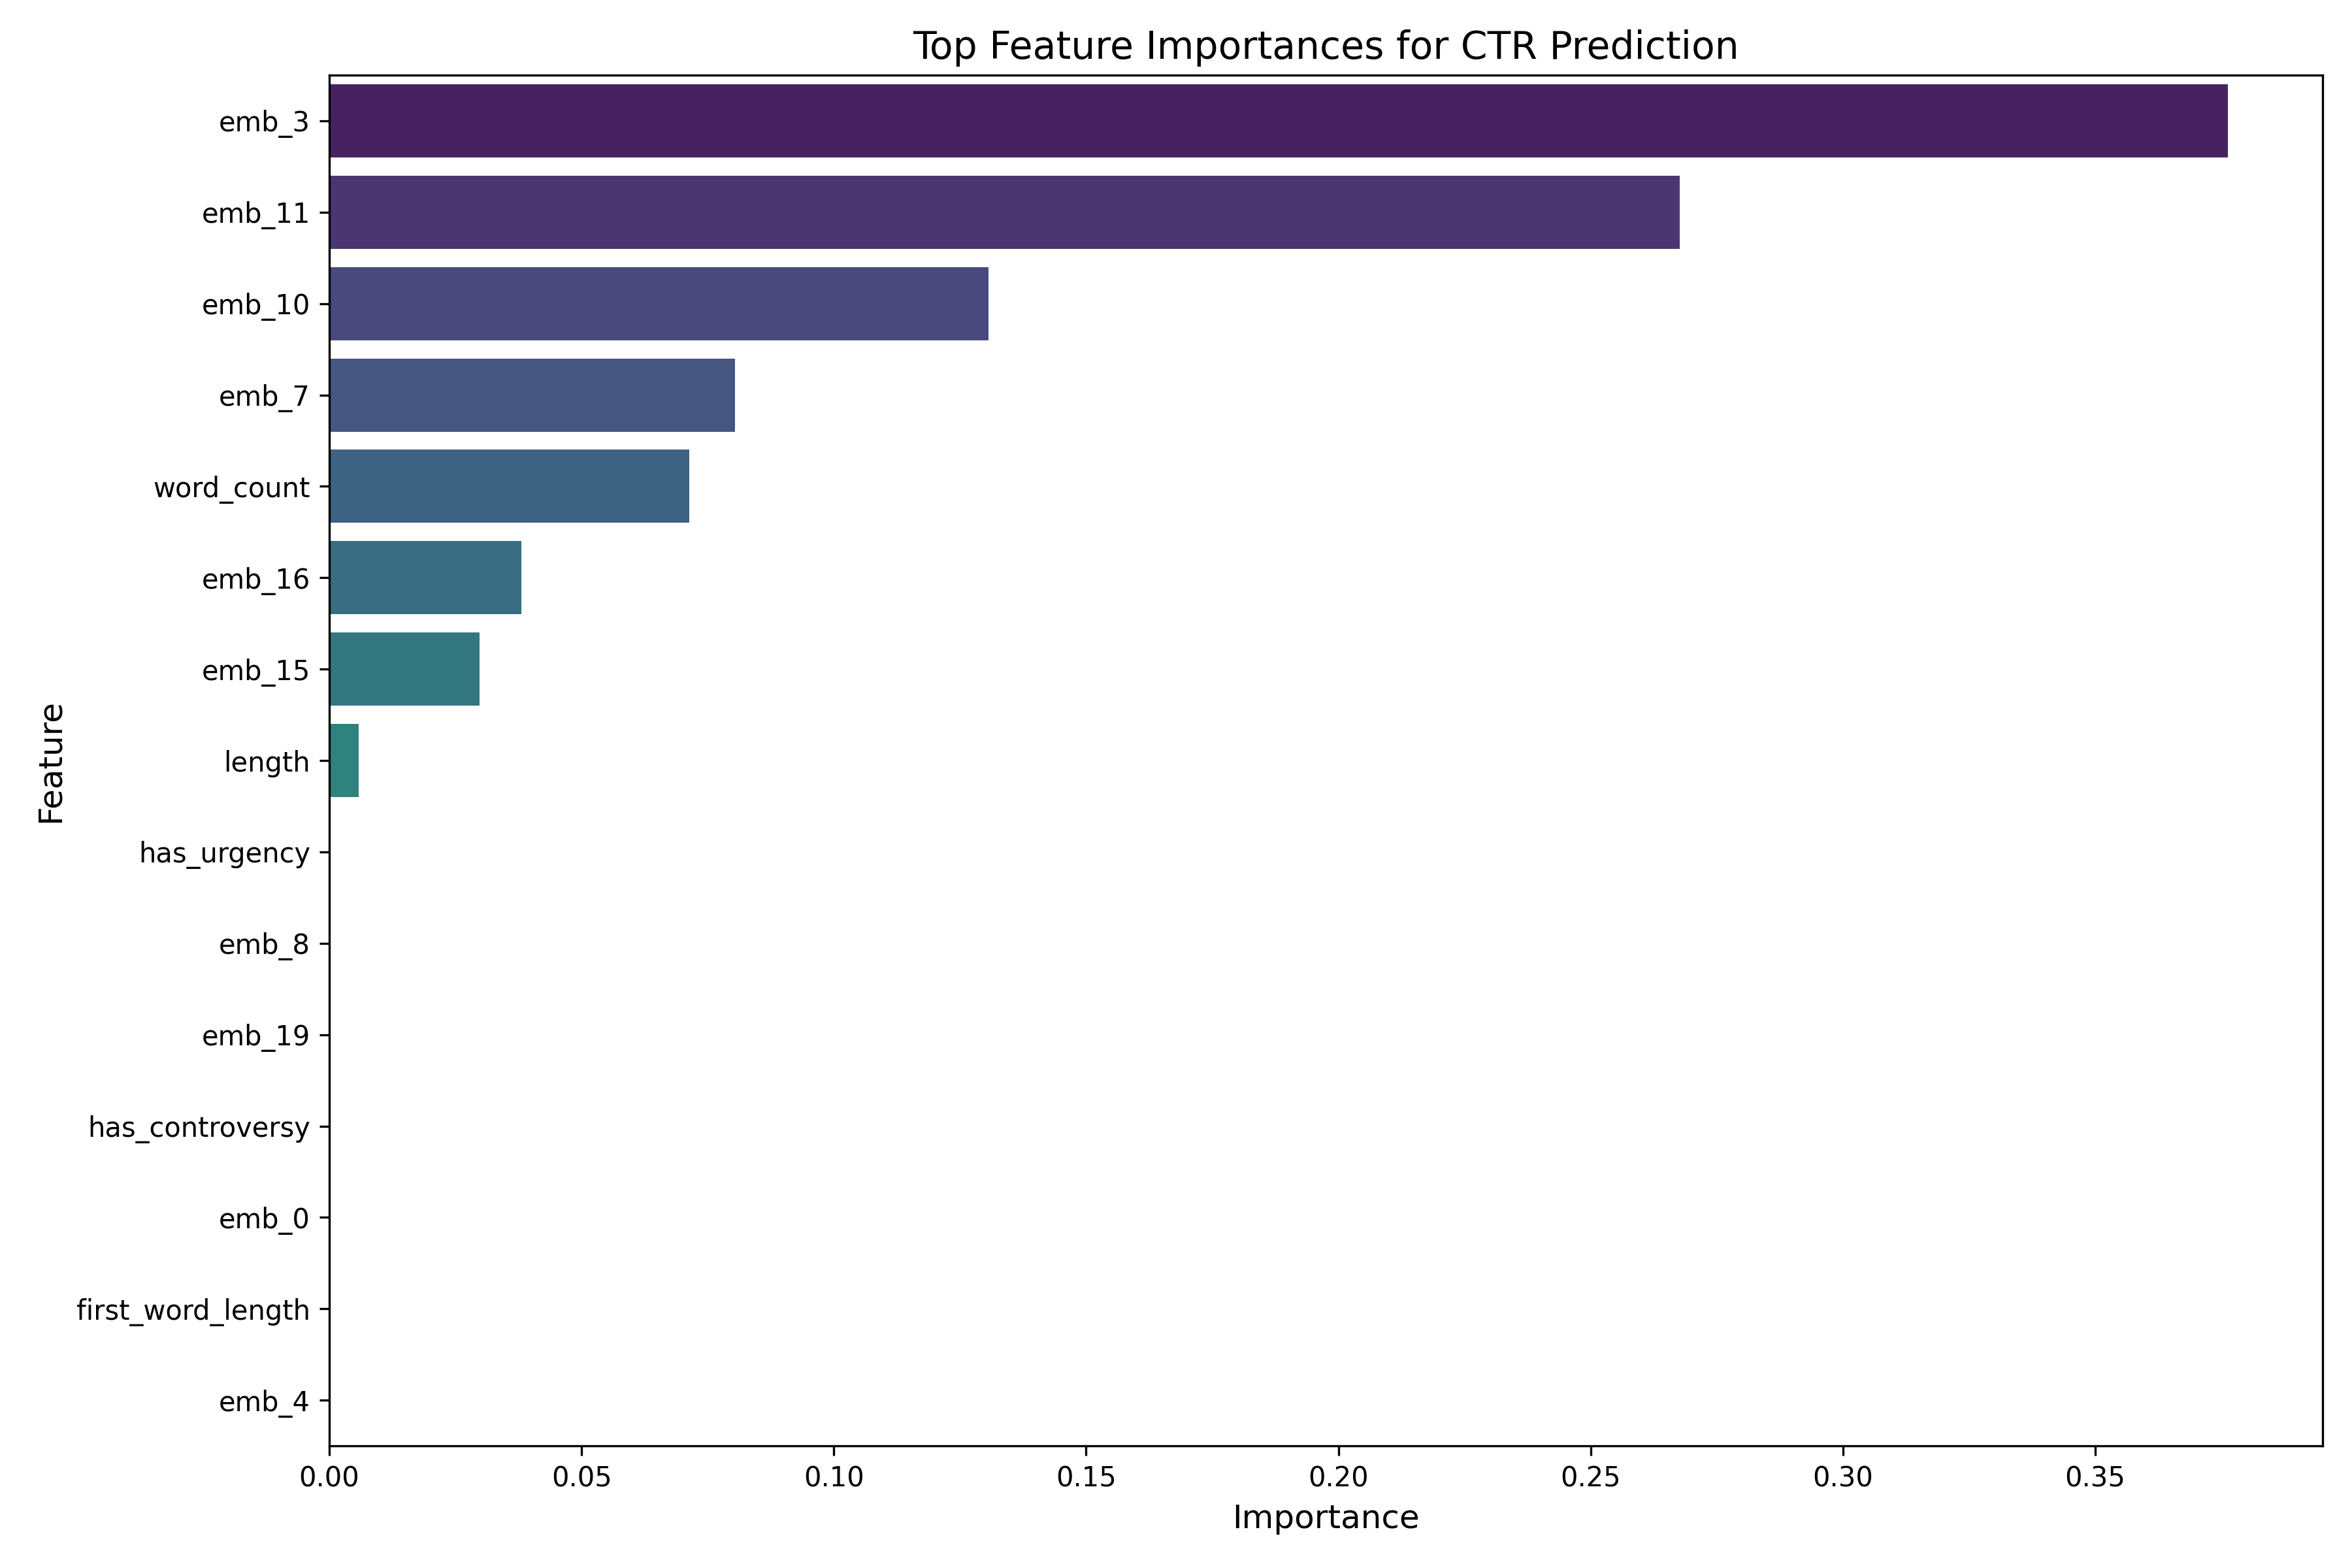 Top Feature Importances for CTR Prediction
emb_3
emb_11
emb_10
emb_7
word_count
emb_16
emb_15
length
has_urgency
emb_8
emb_19
has_controversy
emb_0
first_word_length
emb_4
Feature
0.00 0.05 0.10 0.15 0.20 0.25 0.30 0.35
Importance